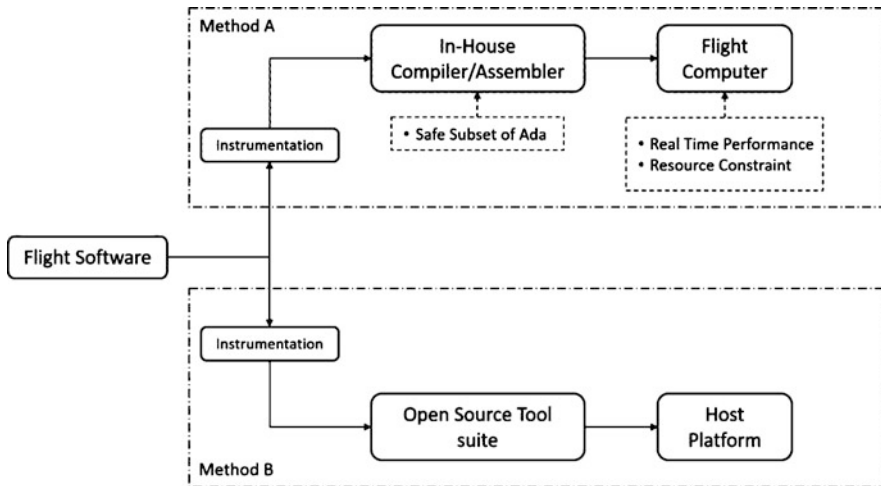 Method A
In-House
Compiler/Assembler
Flight
Computer
• Safe Subset of Ada
Instrumentation
• Real Time Performance
• Resource Constraint
Flight Software
Instrumentation
Open Source Tool
suite
Host
Platform
Method B